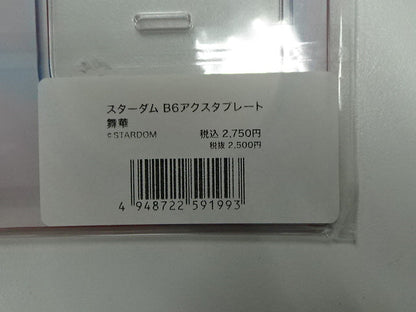 スターダム B6アクスタプレート
舞華
©STARDOM 税込 2,750円
税抜 2,500円
4 948722 591993